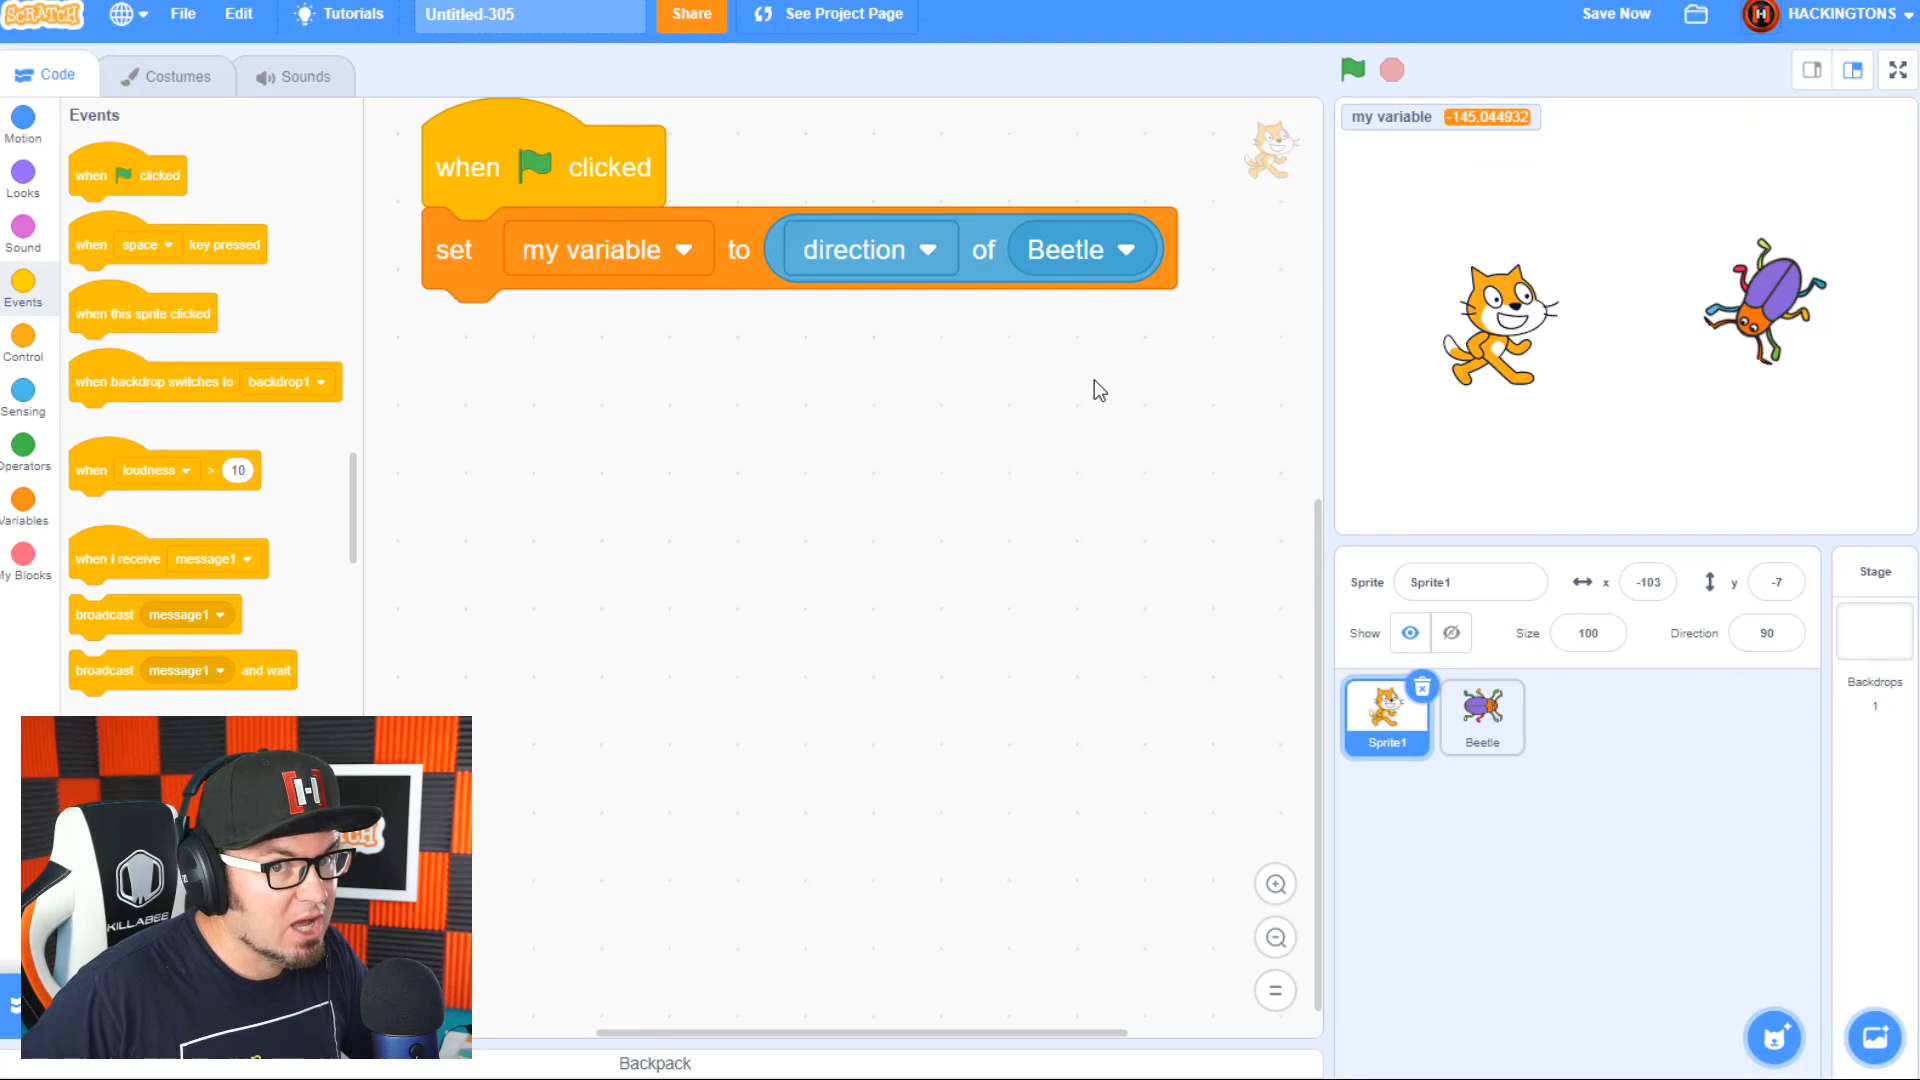 SCRATCH
File
Edit
Tutorials
Untitled-305
Share
See Project Page
Save Now
HACKINGTONS
Code
Costumes
Sounds
Motion
Looks
Sound
Events
Control
Sensing
Operators
Variables
My Blocks
Events
when clicked
when space key pressed
when this sprite clicked
when backdrop switches to backdrop1
when loudness > 10
when I receive message1
broadcast message1
broadcast message1 and wait
when clicked
set my variable to direction of Beetle
my variable -145.044932
Sprite Sprite1 x -103 y -7
Show Size 100 Direction 90
Sprite1
Beetle
Stage
Backdrops
1
KILLABEE
[H]
Backpack